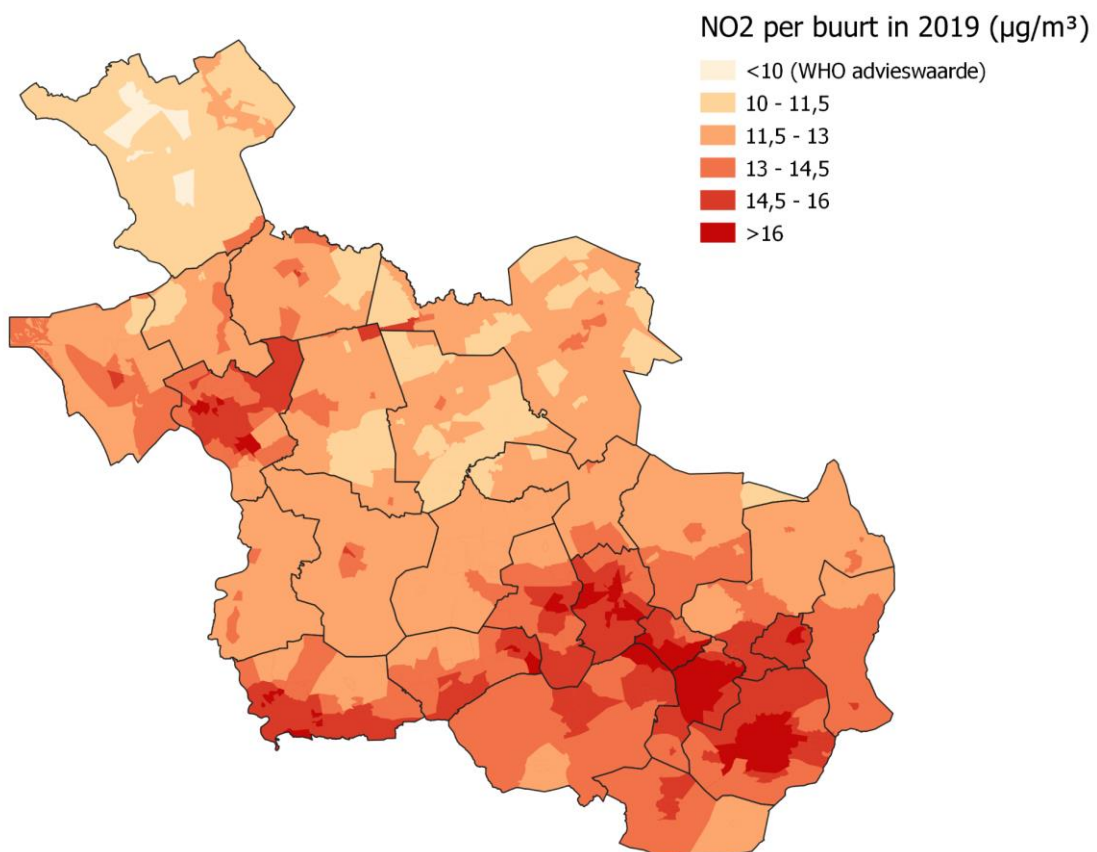 NO2 per buurt in 2019 (µg/m³)
<10 (WHO advieswaarde)
10 - 11,5
11,5 - 13
13 - 14,5
14,5 - 16
>16